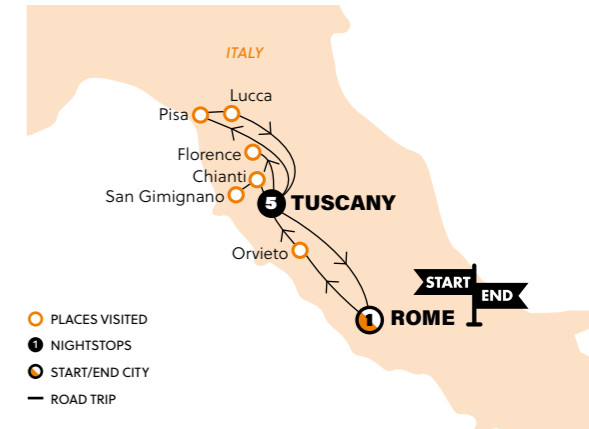 ITALY
Lucca
Pisa
Florence
Chianti
San Gimignano
5 TUSCANY
Orvieto
START
END
1 ROME
PLACES VISITED
1 NIGHTSTOPS
START/END CITY
ROAD TRIP